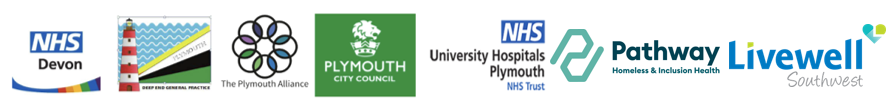 NHS
Devon
PLYMOUTH
DEEP END GENERAL PRACTICE
The Plymouth Alliance
PLYMOUTH
CITY COUNCIL
NHS
University Hospitals
Plymouth
NHS Trust
Pathway
Homeless & Inclusion Health
Livewell
Southwest